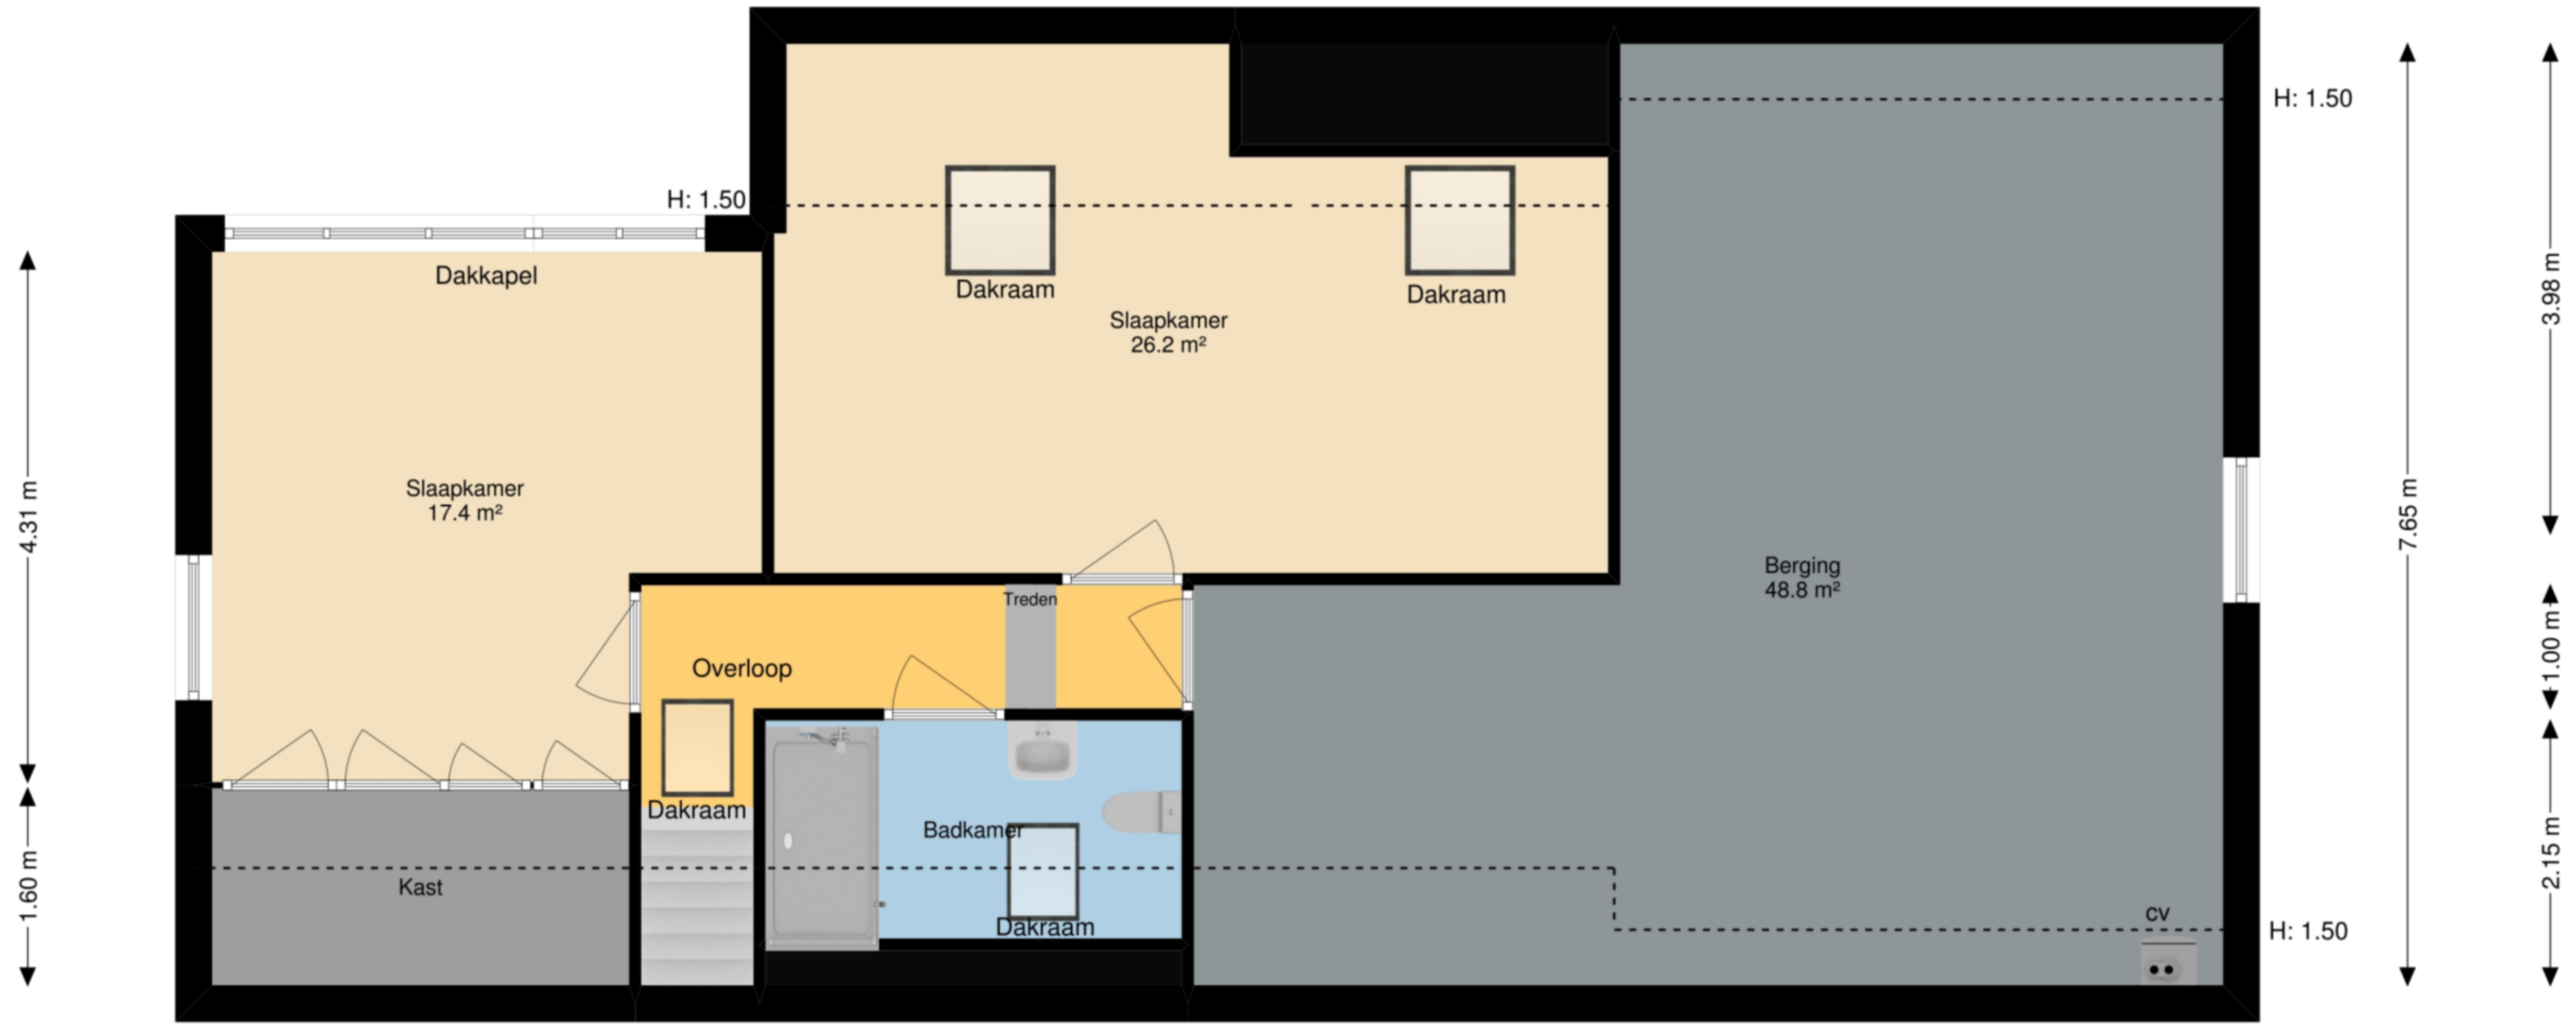 H: 1.50
H: 1.50
Dakkapel
Dakraam
Dakraam
Slaapkamer
26.2 m²
3.98 m
Slaapkamer
17.4 m²
4.31 m
7.65 m
Berging
48.8 m²
Treden
Overloop
1.00 m
Dakraam
Badkamer
2.15 m
Kast
1.60 m
Dakraam
cv
H: 1.50